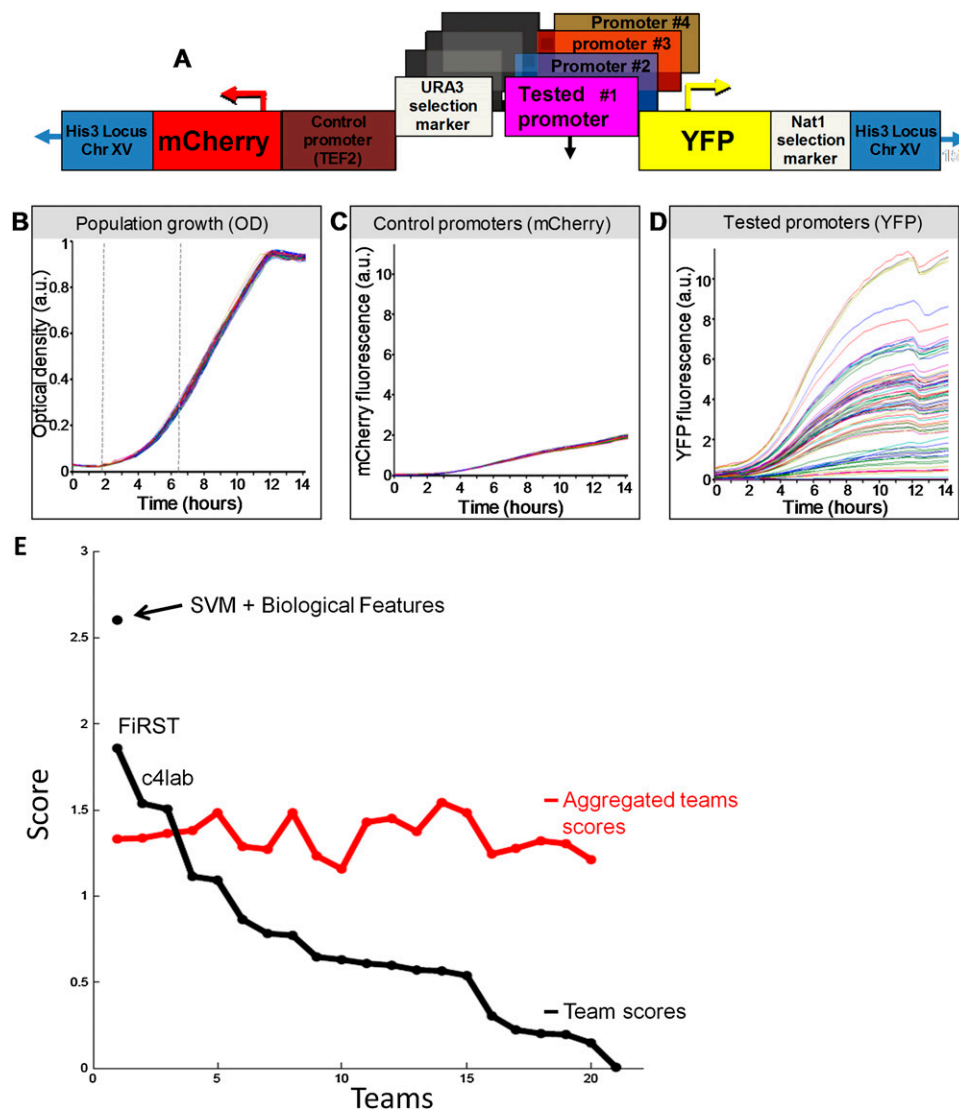 A
Promoter #4
promoter #3
Promoter #2
URA3
selection
marker
Tested #1
promoter
His3 Locus
Chr XV
mCherry
Control
promoter
(TEF2)
YFP
Nat1
selection
marker
His3 Locus
Chr XV
B
Population growth (OD)
Optical density (a.u.)
1
0.8
0.6
0.4
0.2
0
0 2 4 6 8 10 12 14
Time (hours)
C
Control promoters (mCherry)
mCherry fluorescence (a.u.)
10
8
6
4
2
0
0 2 4 6 8 10 12 14
Time (hours)
D
Tested promoters (YFP)
YFP fluorescence (a.u.)
10
8
6
4
2
0
0 2 4 6 8 10 12 14
Time (hours)
E
Score
3
2.5
2
1.5
1
0.5
0
SVM + Biological Features
FiRST
c4lab
Aggregated teams
scores
Team scores
0 5 10 15 20
Teams